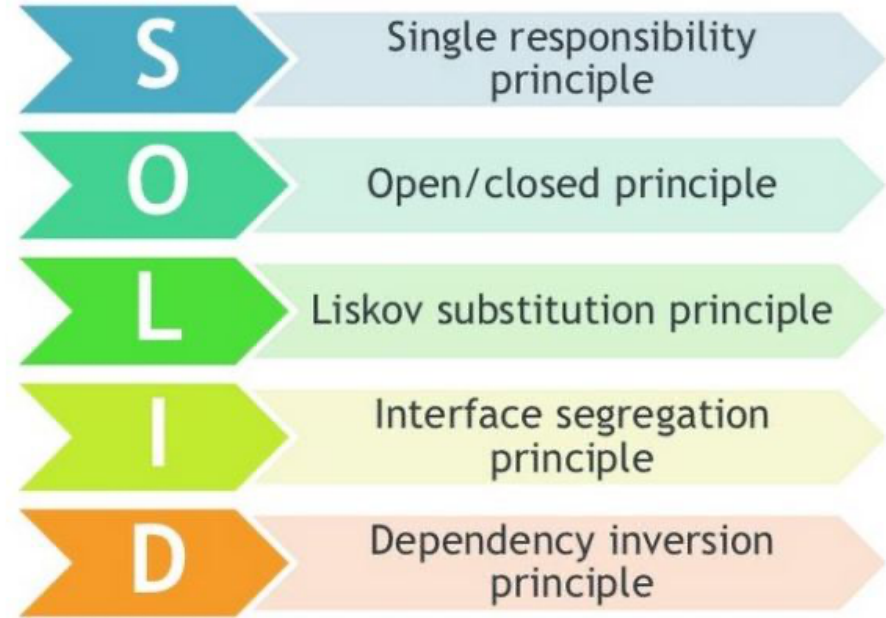 S
Single responsibility
principle
O
Open/closed principle
L
Liskov substitution principle
I
Interface segregation
principle
D
Dependency inversion
principle